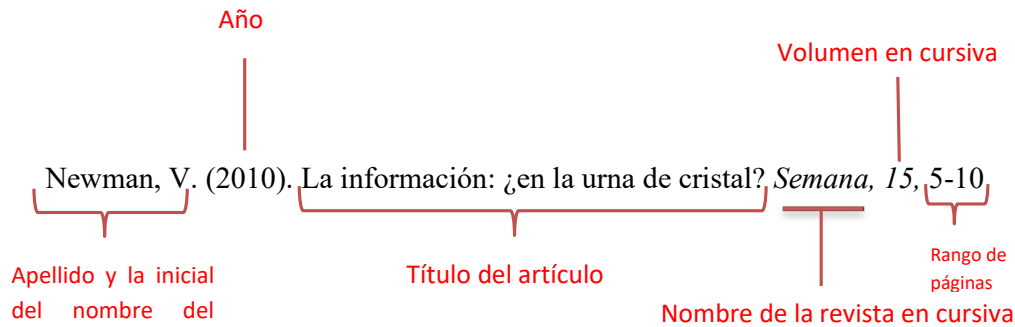 Año
Volumen en cursiva
Newman, V. (2010). La información: ¿en la urna de cristal? Semana, 15, 5-10
Apellido y la inicial
del nombre del
Título del artículo
Rango de
páginas
Nombre de la revista en cursiva